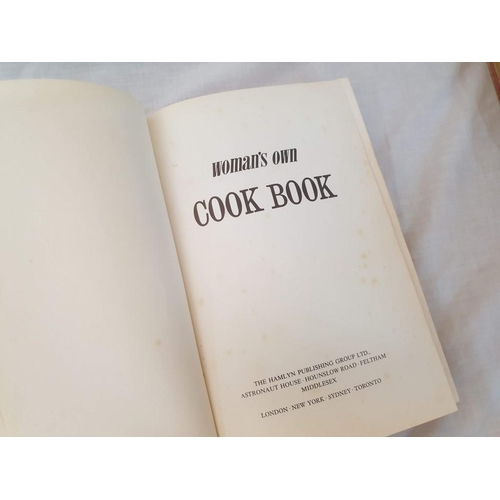 woman's own
COOK BOOK
THE HAMLYN PUBLISHING GROUP LTD.,
ASTRONAUT HOUSE · HOUNSLOW ROAD · FELTHAM
MIDDLESEX
LONDON · NEW YORK · SYDNEY · TORONTO